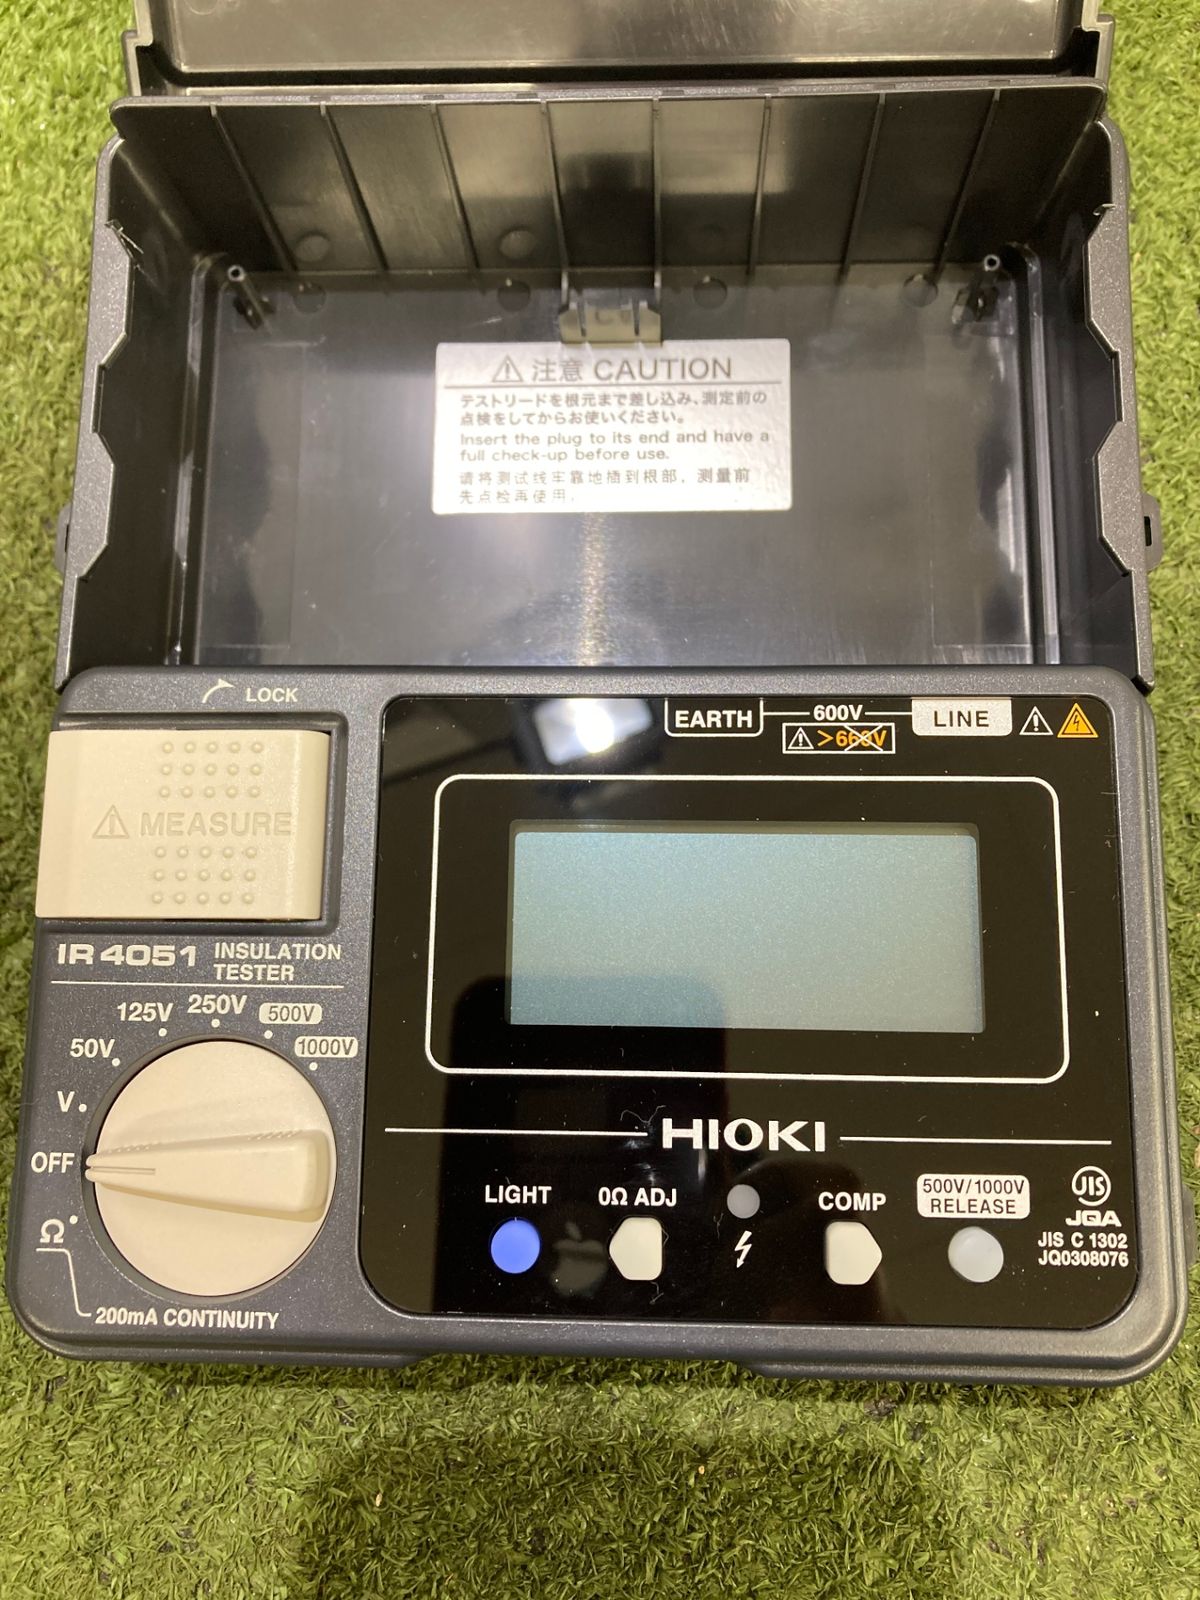 ⚠ 注意 CAUTION
テストリードを根元まで差し込み、測定前の
点検をしてからお使いください。
Insert the plug to its end and have a
full check-up before use.
请将测试线车靠地插到根部，测量前
先点检再使用.
LOCK
EARTH
600V
LINE
⚠ >660V
⚠ MEASURE
IR 4051 INSULATION
TESTER
50V 125V 250V 500V 1000V
V
OFF
Ω
200mA CONTINUITY
HIOKI
LIGHT
0Ω ADJ
COMP
500V/1000V
RELEASE
JIS
JQA
JIS C 1302
JQ0308076